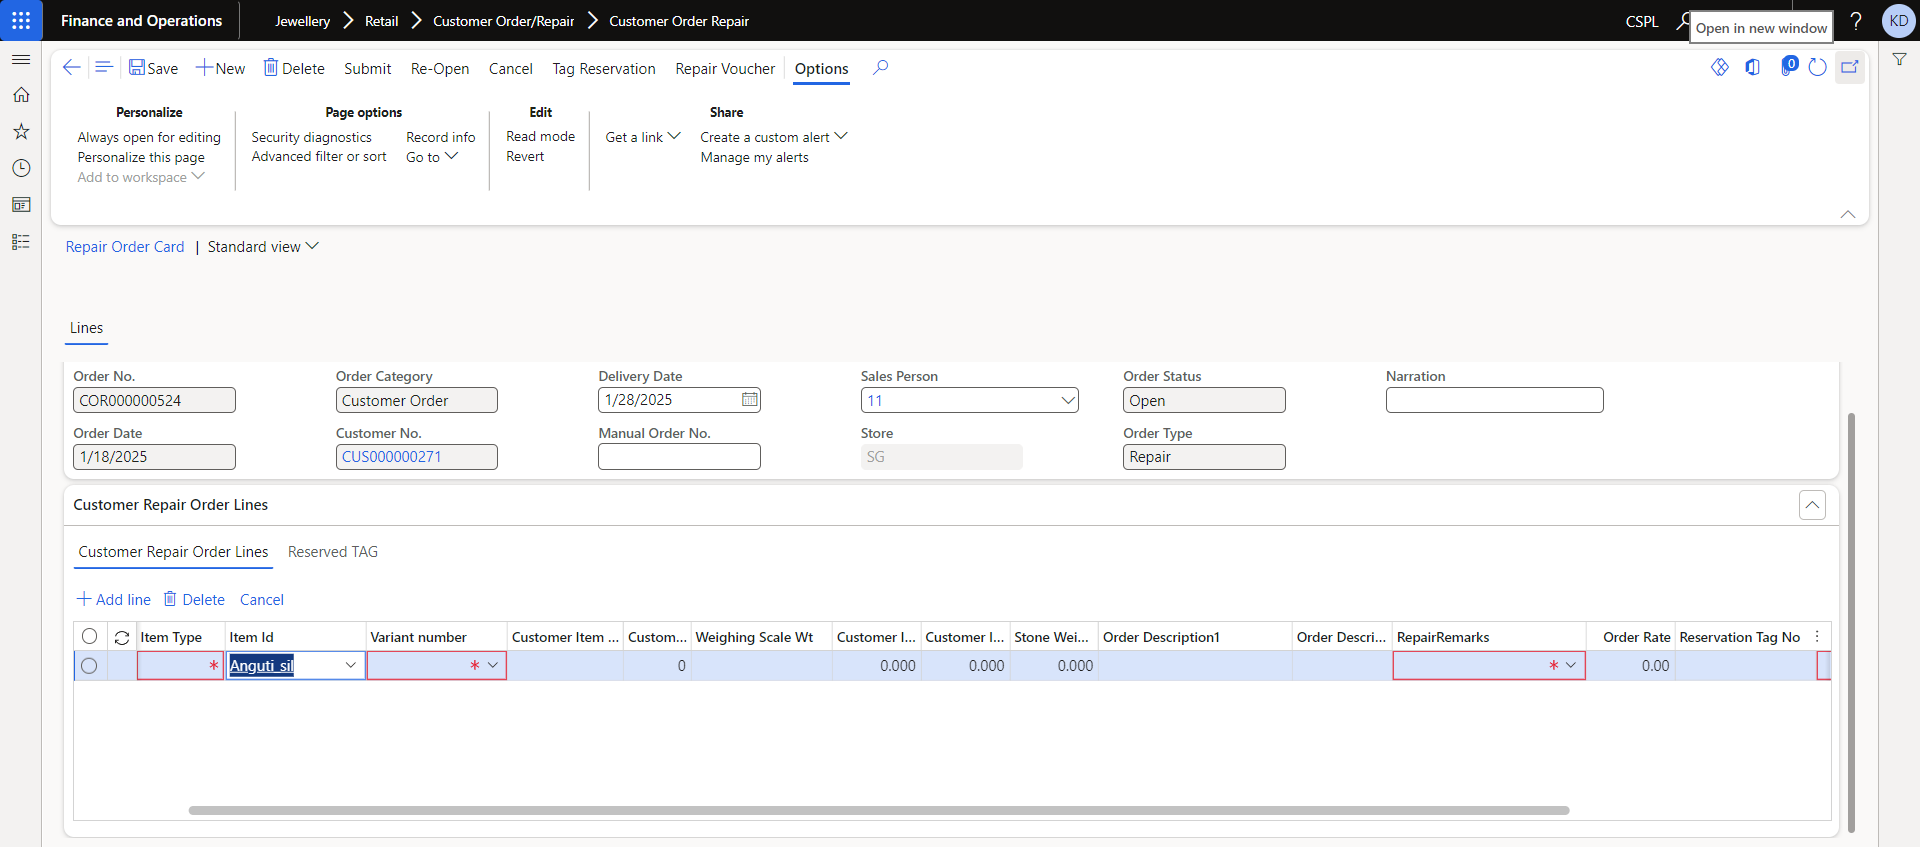 Finance and Operations
Jewellery > Retail > Customer Order/Repair > Customer Order Repair
CSPL
Open in new window
?
KD
Save
New
Delete
Submit
Re-Open
Cancel
Tag Reservation
Repair Voucher
Options
0
Personalize
Always open for editing
Personalize this page
Add to workspace
Page options
Security diagnostics
Advanced filter or sort
Record info
Go to
Edit
Read mode
Revert
Share
Get a link
Create a custom alert
Manage my alerts
Repair Order Card | Standard view
Lines
Order No.
COR000000524
Order Category
Customer Order
Delivery Date
1/28/2025
Sales Person
11
Order Status
Open
Narration
Order Date
1/18/2025
Customer No.
CUS000000271
Manual Order No.
Store
SG
Order Type
Repair
Customer Repair Order Lines
Customer Repair Order Lines Reserved TAG
Add line Delete Cancel
Item Type Item Id Variant number Customer Item ... Custom... Weighing Scale Wt Customer I... Customer I... Stone Wei... Order Description1 Order Descri... RepairRemarks Order Rate Reservation Tag No
* Anguti_sil * 0 0.000 0.000 0.000 * 0.00